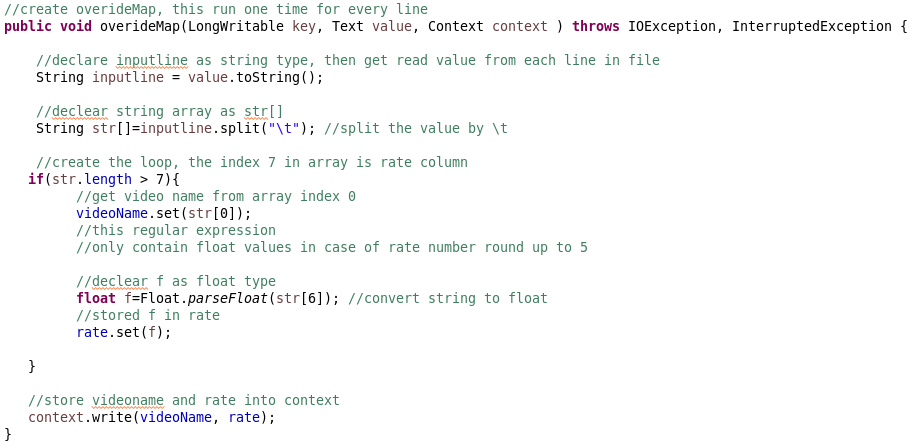 //create overideMap, this run one time for every line
public void overideMap(LongWritable key, Text value, Context context ) throws IOException, InterruptedException {
//declare inputline as string type, then get read value from each line in file
String inputline = value.toString();
//declear string array as str[]
String str[]=inputline.split("\t"); //split the value by \t
//create the loop, the index 7 in array is rate column
if(str.length > 7){
//get video name from array index 0
videoName.set(str[0]);
//this regular expression
//only contain float values in case of rate number round up to 5
//declear f as float type
float f=Float.parseFloat(str[6]); //convert string to float
//stored f in rate
rate.set(f);
}
//store videoname and rate into context
context.write(videoName, rate);
}